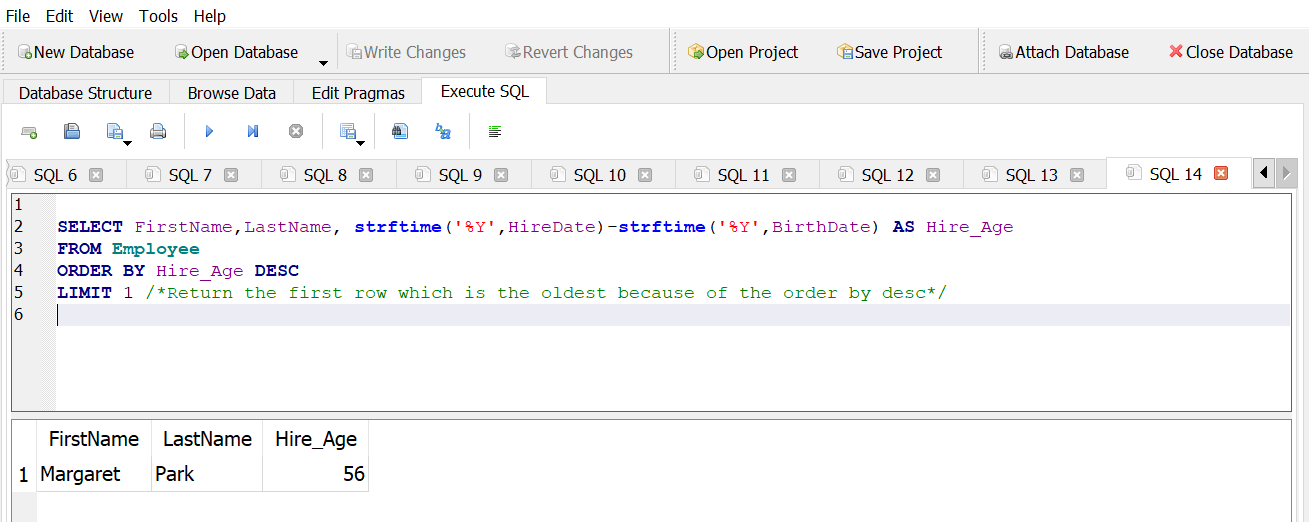 File Edit View Tools Help
New Database Open Database Write Changes Revert Changes Open Project Save Project Attach Database Close Database
Database Structure Browse Data Edit Pragmas Execute SQL
SQL 6 SQL 7 SQL 8 SQL 9 SQL 10 SQL 11 SQL 12 SQL 13 SQL 14
1
2 SELECT FirstName,LastName, strftime('%Y',HireDate)-strftime('%Y',BirthDate) AS Hire_Age
3 FROM Employee
4 ORDER BY Hire_Age DESC
5 LIMIT 1 /*Return the first row which is the oldest because of the order by desc*/
6
FirstName LastName Hire_Age
1 Margaret Park 56